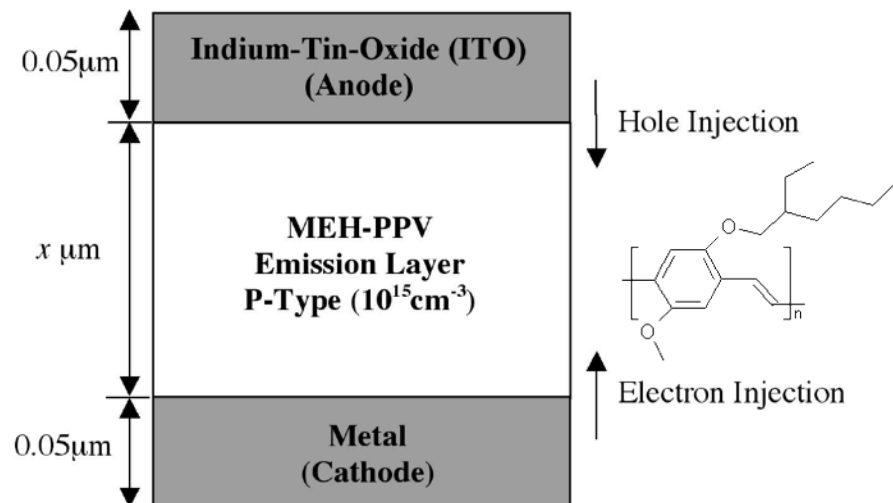 0.05μm
Indium-Tin-Oxide (ITO)
(Anode)
Hole Injection
x μm
MEH-PPV
Emission Layer
P-Type (10¹⁵cm⁻³)
O
O
n
Electron Injection
0.05μm
Metal
(Cathode)